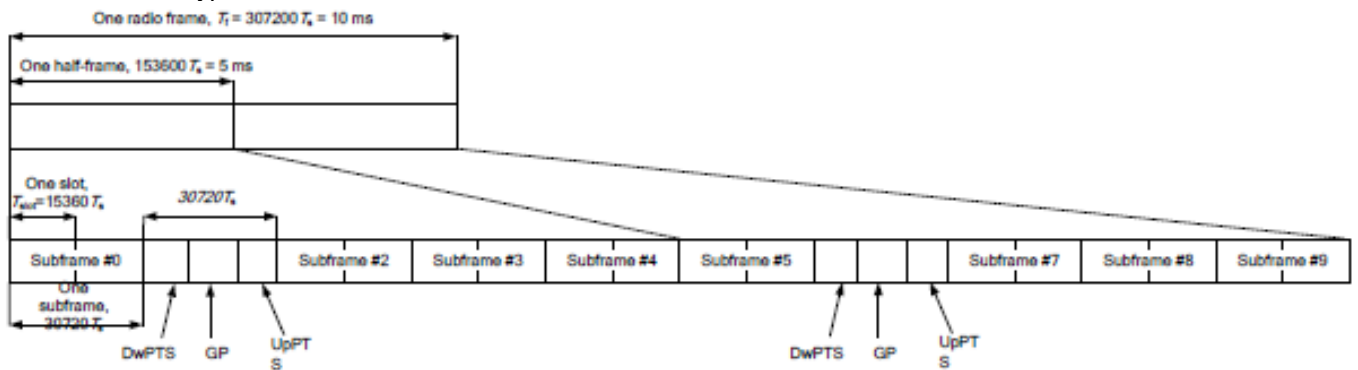 One radio frame, Tf = 307200 Ts = 10 ms
One half-frame, 153600 Ts = 5 ms
One slot,
Tslot=15360 Ts
30720Ts
Subframe #0
Subframe #2
Subframe #3
Subframe #4
Subframe #5
Subframe #7
Subframe #8
Subframe #9
One
subframe,
30720 Ts
DwPTS
GP
UpPT
S
DwPTS
GP
UpPT
S